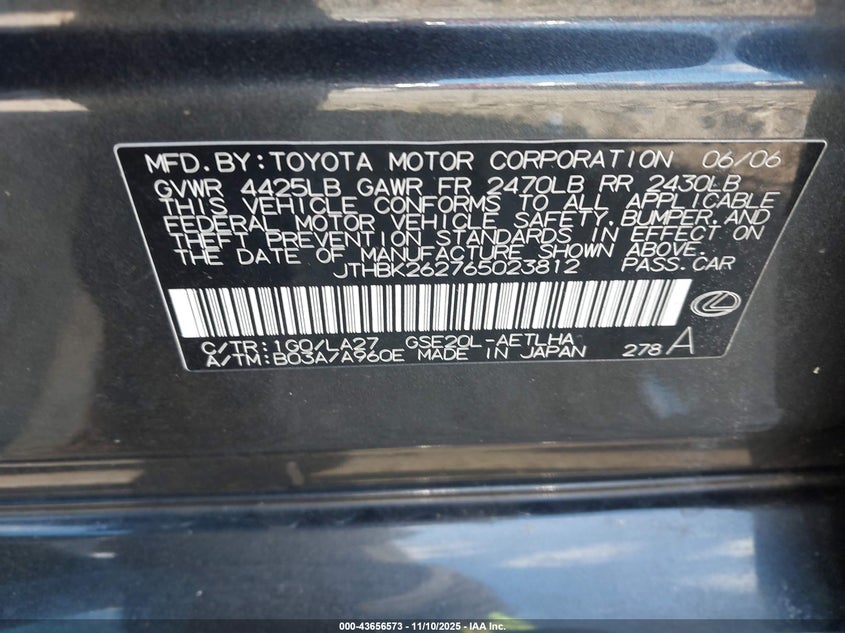 MFD. BY: TOYOTA MOTOR CORPORATION 06/06
GVWR 4425LB GAWR FR 2470LB RR 2430LB
THIS VEHICLE CONFORMS TO ALL APPLICABLE
FEDERAL MOTOR VEHICLE SAFETY, BUMPER, AND
THEFT PREVENTION STANDARDS IN EFFECT ON
THE DATE OF MANUFACTURE SHOWN ABOVE.
JTHBK262765023812 PASS. CAR
C/TR: 1G0/LA27 GSE20L-AETLHA
A/TM: B03A/A960E MADE IN JAPAN 278 A
000-43656573 — 11/10/2025 — IAA Inc.